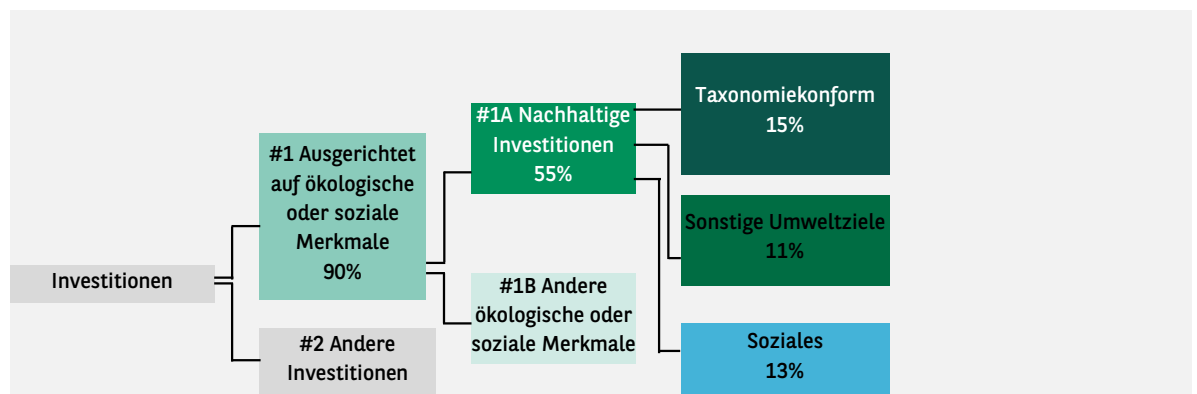 Investitionen
#1 Ausgerichtet
auf ökologische
oder soziale
Merkmale
90%
#2 Andere
Investitionen
#1A Nachhaltige
Investitionen
55%
#1B Andere
ökologische oder
soziale Merkmale
Taxonomiekonform
15%
Sonstige Umweltziele
11%
Soziales
13%